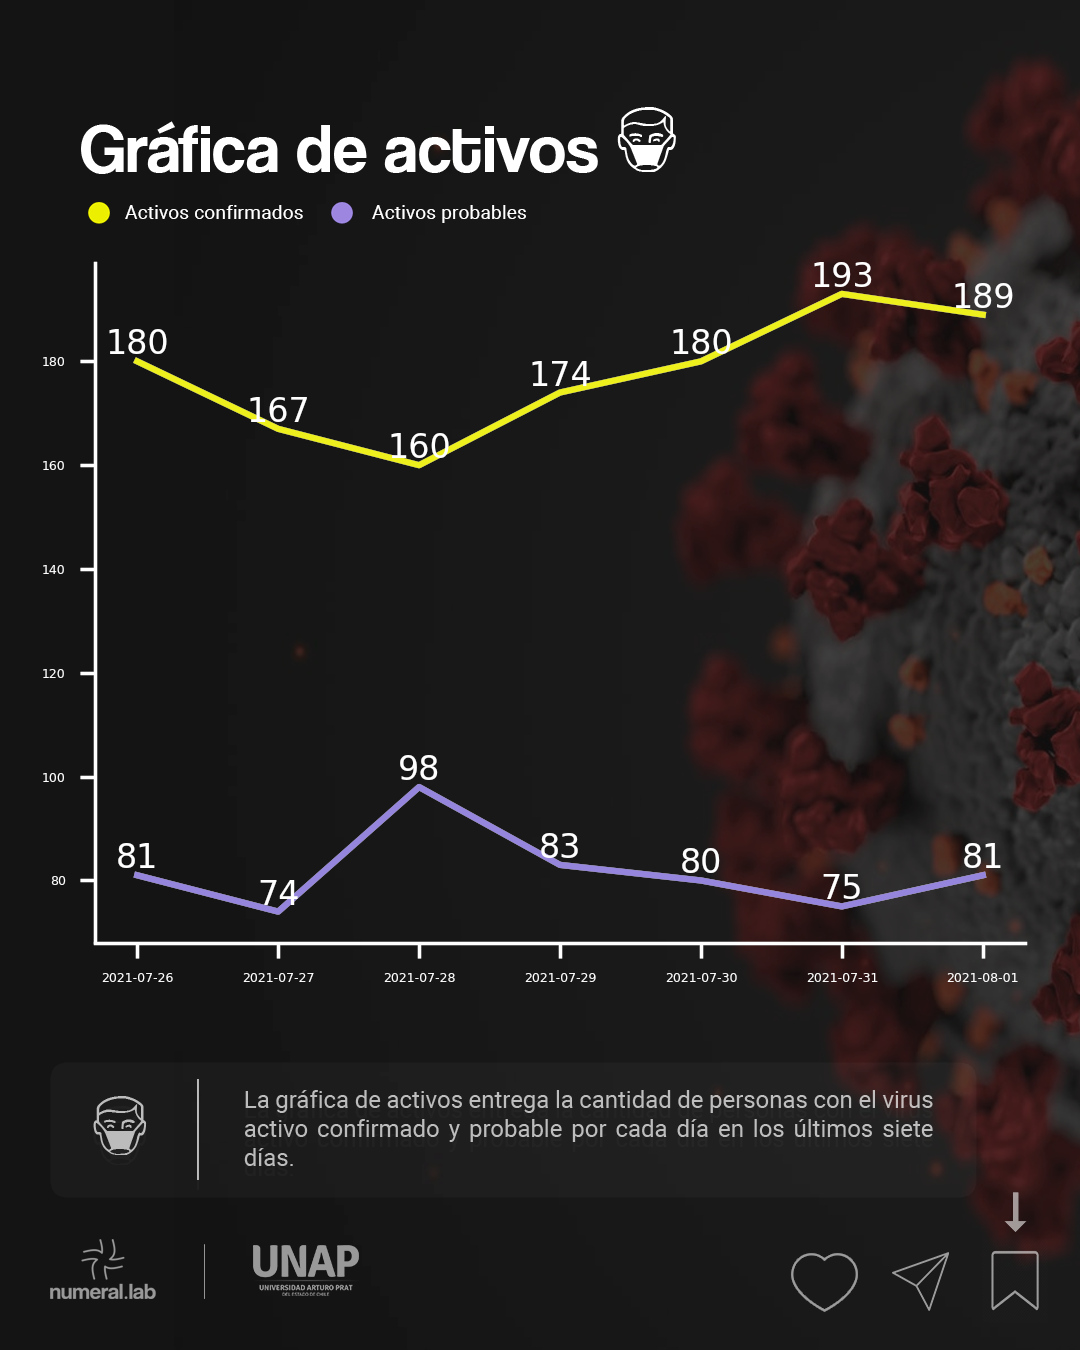 Gráfica de activos
Activos confirmados Activos probables
193
189
180
180
180
174
167
160
160
140
120
98
100
81
74
83
80
75
81
80
2021-07-26 2021-07-27 2021-07-28 2021-07-29 2021-07-30 2021-07-31 2021-08-01
La gráfica de activos entrega la cantidad de personas con el virus
activo confirmado y probable por cada día en los últimos siete
días.
numeral.lab
UNAP
UNIVERSIDAD ARTURO PRAT
DEL ESTADO DE CHILE